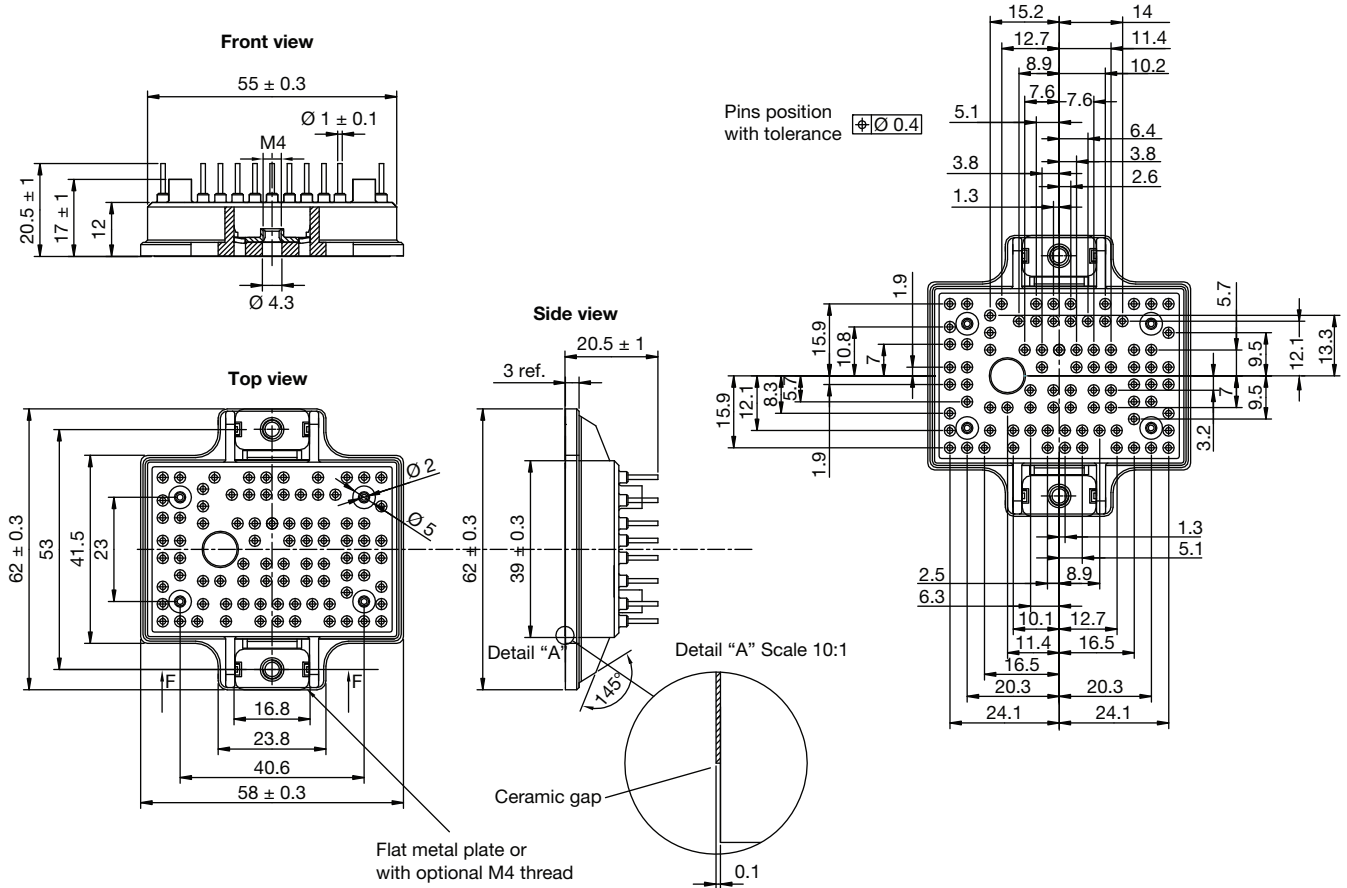 Front view
55 ± 0.3
Ø 1 ± 0.1
M4
20.5 ± 1
17 ± 1
12
Ø 4.3
Top view
62 ± 0.3
53
41.5
23
Ø 2
Ø 5
F
F
16.8
23.8
40.6
58 ± 0.3
Flat metal plate or
with optional M4 thread
Side view
20.5 ± 1
3 ref.
62 ± 0.3
39 ± 0.3
Detail “A”
145°
Detail “A” Scale 10:1
Ceramic gap
0.1
Pins position
with tolerance
⌖ Ø 0.4
15.2
14
12.7
11.4
8.9
10.2
7.6
7.6
5.1
6.4
3.8
3.8
2.6
1.3
1.9
15.9
10.8
7
5.7
9.5
12.1
13.3
15.9
12.1
8.3
5.7
1.9
7
9.5
3.2
1.3
5.1
2.5
8.9
6.3
10.1
12.7
11.4
16.5
16.5
20.3
20.3
24.1
24.1